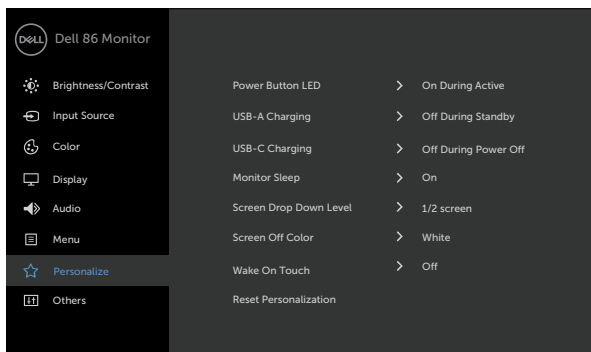 DELL Dell 86 Monitor
Brightness/Contrast
Input Source
Color
Display
Audio
Menu
Personalize
Others
Power Button LED > On During Active
USB-A Charging > Off During Standby
USB-C Charging > Off During Power Off
Monitor Sleep > On
Screen Drop Down Level > 1/2 screen
Screen Off Color > White
Wake On Touch > Off
Reset Personalization